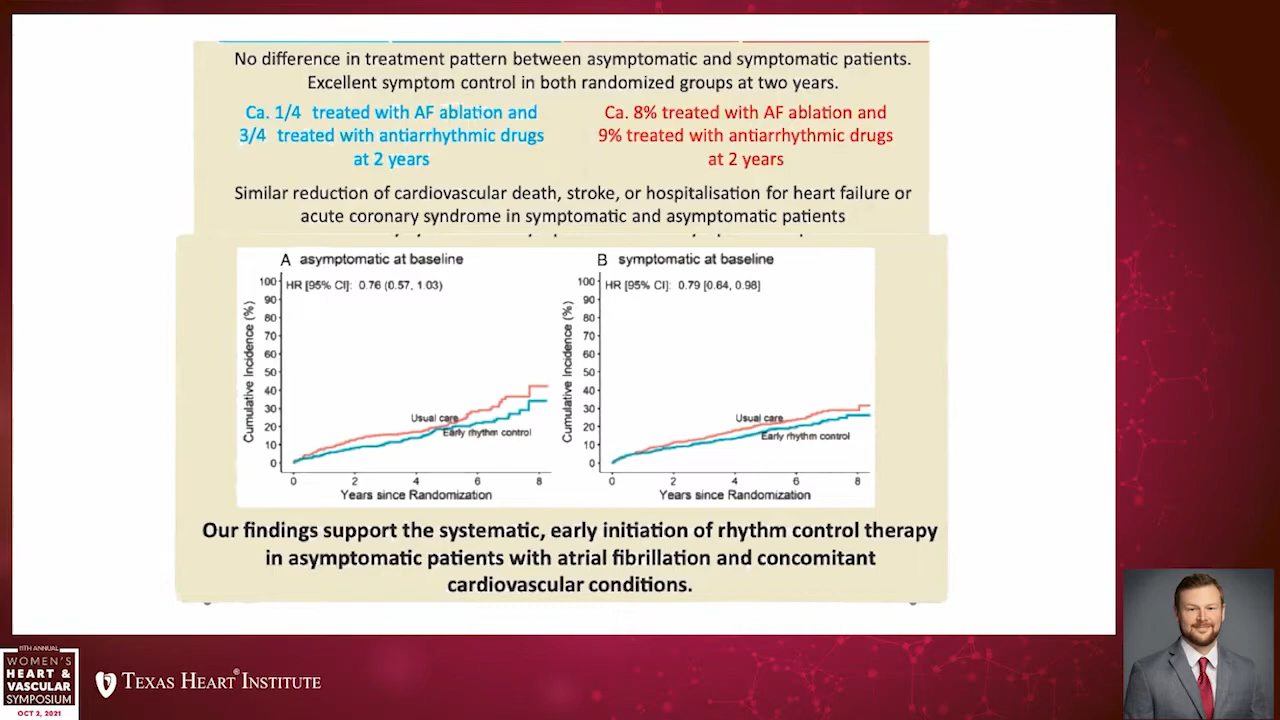 No difference in treatment pattern between asymptomatic and symptomatic patients.
Excellent symptom control in both randomized groups at two years.
Ca. 1/4 treated with AF ablation and
3/4 treated with antiarrhythmic drugs
at 2 years
Ca. 8% treated with AF ablation and
9% treated with antiarrhythmic drugs
at 2 years
Similar reduction of cardiovascular death, stroke, or hospitalisation for heart failure or
acute coronary syndrome in symptomatic and asymptomatic patients
A asymptomatic at baseline
HR [95% CI]: 0.76 (0.57, 1.03)
Cumulative Incidence (%)
100
90
80
70
60
50
40
30
20
10
0
Usual care
Early rhythm control
0 2 4 6 8
Years since Randomization
B symptomatic at baseline
HR [95% CI]: 0.79 [0.64, 0.98]
Cumulative Incidence (%)
100
90
80
70
60
50
40
30
20
10
0
Usual care
Early rhythm control
0 2 4 6 8
Years since Randomization
Our findings support the systematic, early initiation of rhythm control therapy
in asymptomatic patients with atrial fibrillation and concomitant
cardiovascular conditions.
11TH ANNUAL
WOMEN'S
HEART &
VASCULAR
SYMPOSIUM
OCT 2, 2021
TEXAS HEART® INSTITUTE